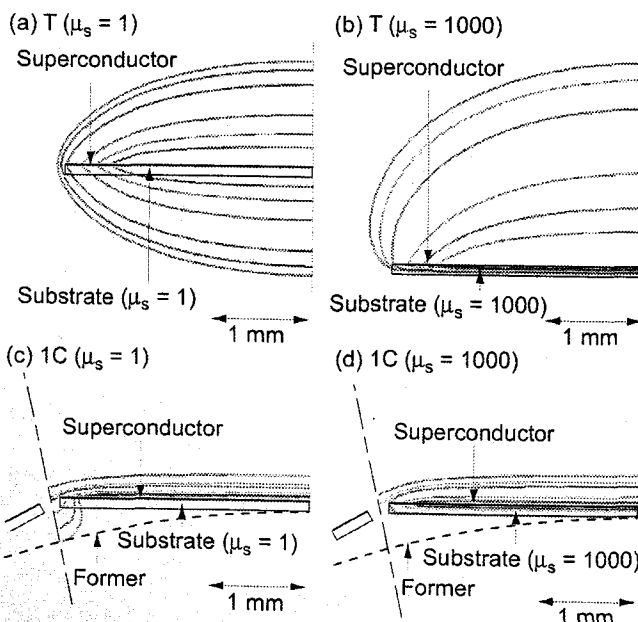 (a) T (μs = 1)
Superconductor
Substrate (μs = 1)
1 mm
(b) T (μs = 1000)
Superconductor
Substrate (μs = 1000)
1 mm
(c) 1C (μs = 1)
Superconductor
Substrate (μs = 1)
Former
1 mm
(d) 1C (μs = 1000)
Superconductor
Substrate (μs = 1000)
Former
1 mm